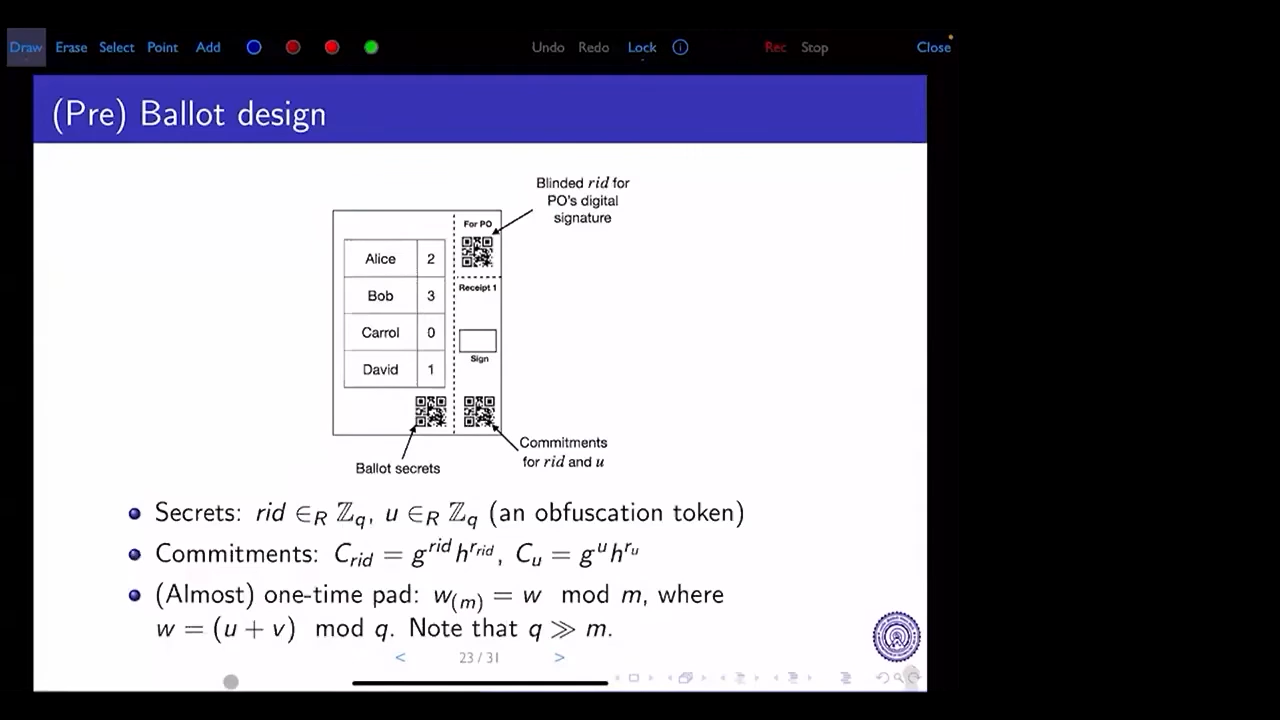 Draw Erase Select Point Add Undo Redo Lock Rec Stop Close
(Pre) Ballot design
Blinded rid for
PO's digital
signature
For PO
Alice 2
Receipt 1
Bob 3
Carrol 0
Sign
David 1
Commitments
for rid and u
Ballot secrets
Secrets: rid ∈_R ℤ_q, u ∈_R ℤ_q (an obfuscation token)
Commitments: C_rid = g^rid h^{r_rid}, C_u = g^u h^{r_u}
(Almost) one-time pad: w_(m) = w mod m, where
w = (u + v) mod q. Note that q ≫ m.
< 23 / 31 >